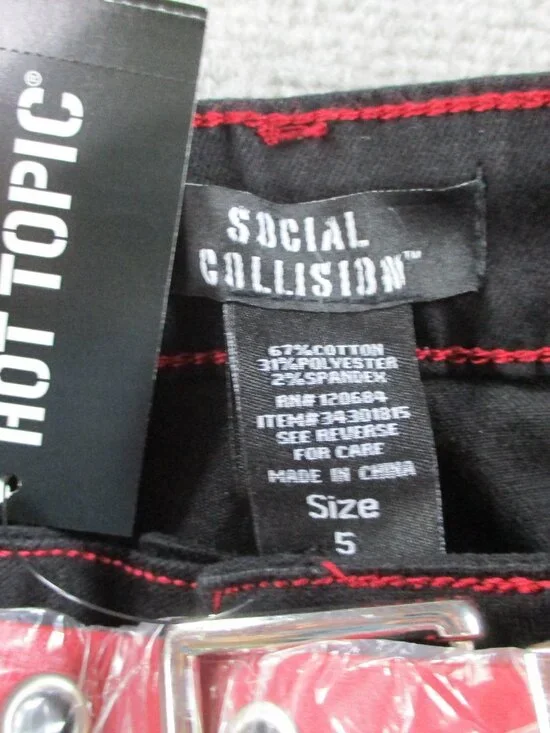 HOT TOPIC®
SOCIAL
COLLISION™
67%COTTON
31%POLYESTER
2%SPANDEX
RN#120684
ITEM#34301815
SEE REVERSE
FOR CARE
MADE IN CHINA
Size
5